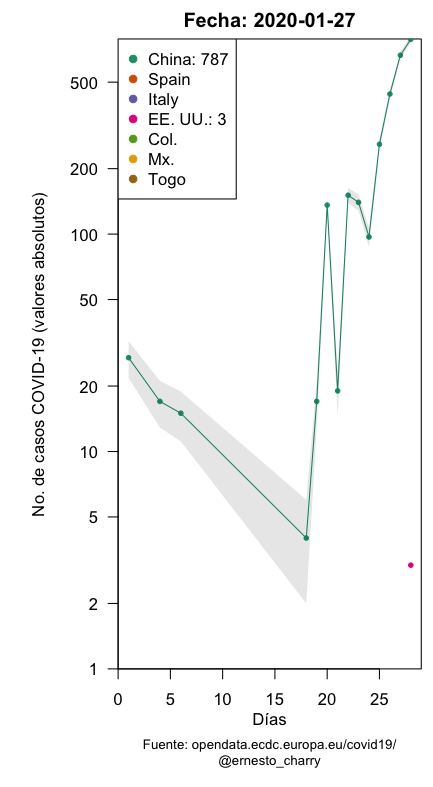 Fecha: 2020-01-27
China: 787
Spain
Italy
EE. UU.: 3
Col.
Mx.
Togo
No. de casos COVID-19 (valores absolutos)
500
200
100
50
20
10
5
2
1
0 5 10 15 20 25
Días
Fuente: opendata.ecdc.europa.eu/covid19/
@ernesto_charry